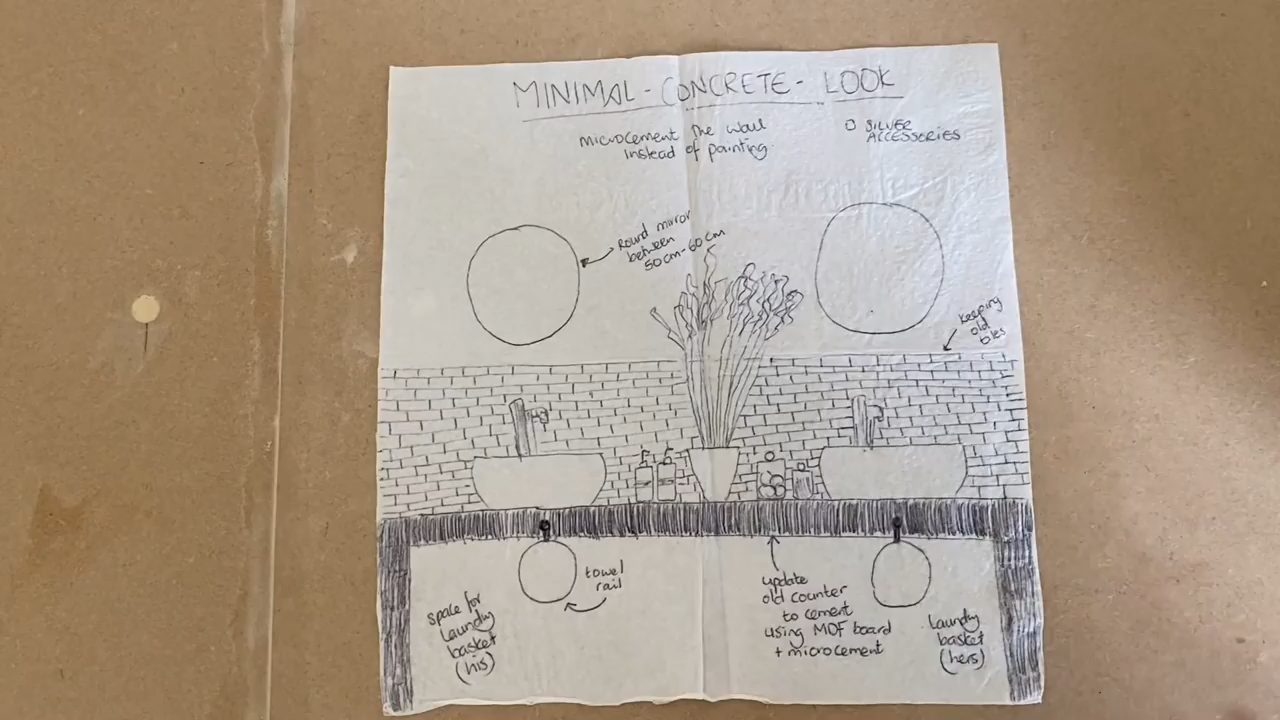 MINIMAL-CONCRETE-LOOK
microcement the wall
instead of painting
SILVER
ACCESSORIES
Round mirror
between
50cm-60cm
keeping
old
tiles
towel
rail
space for
laundry
basket
(his)
update
old counter
to cement
using MDF board
+ microcement
Laundry
basket
(hers)